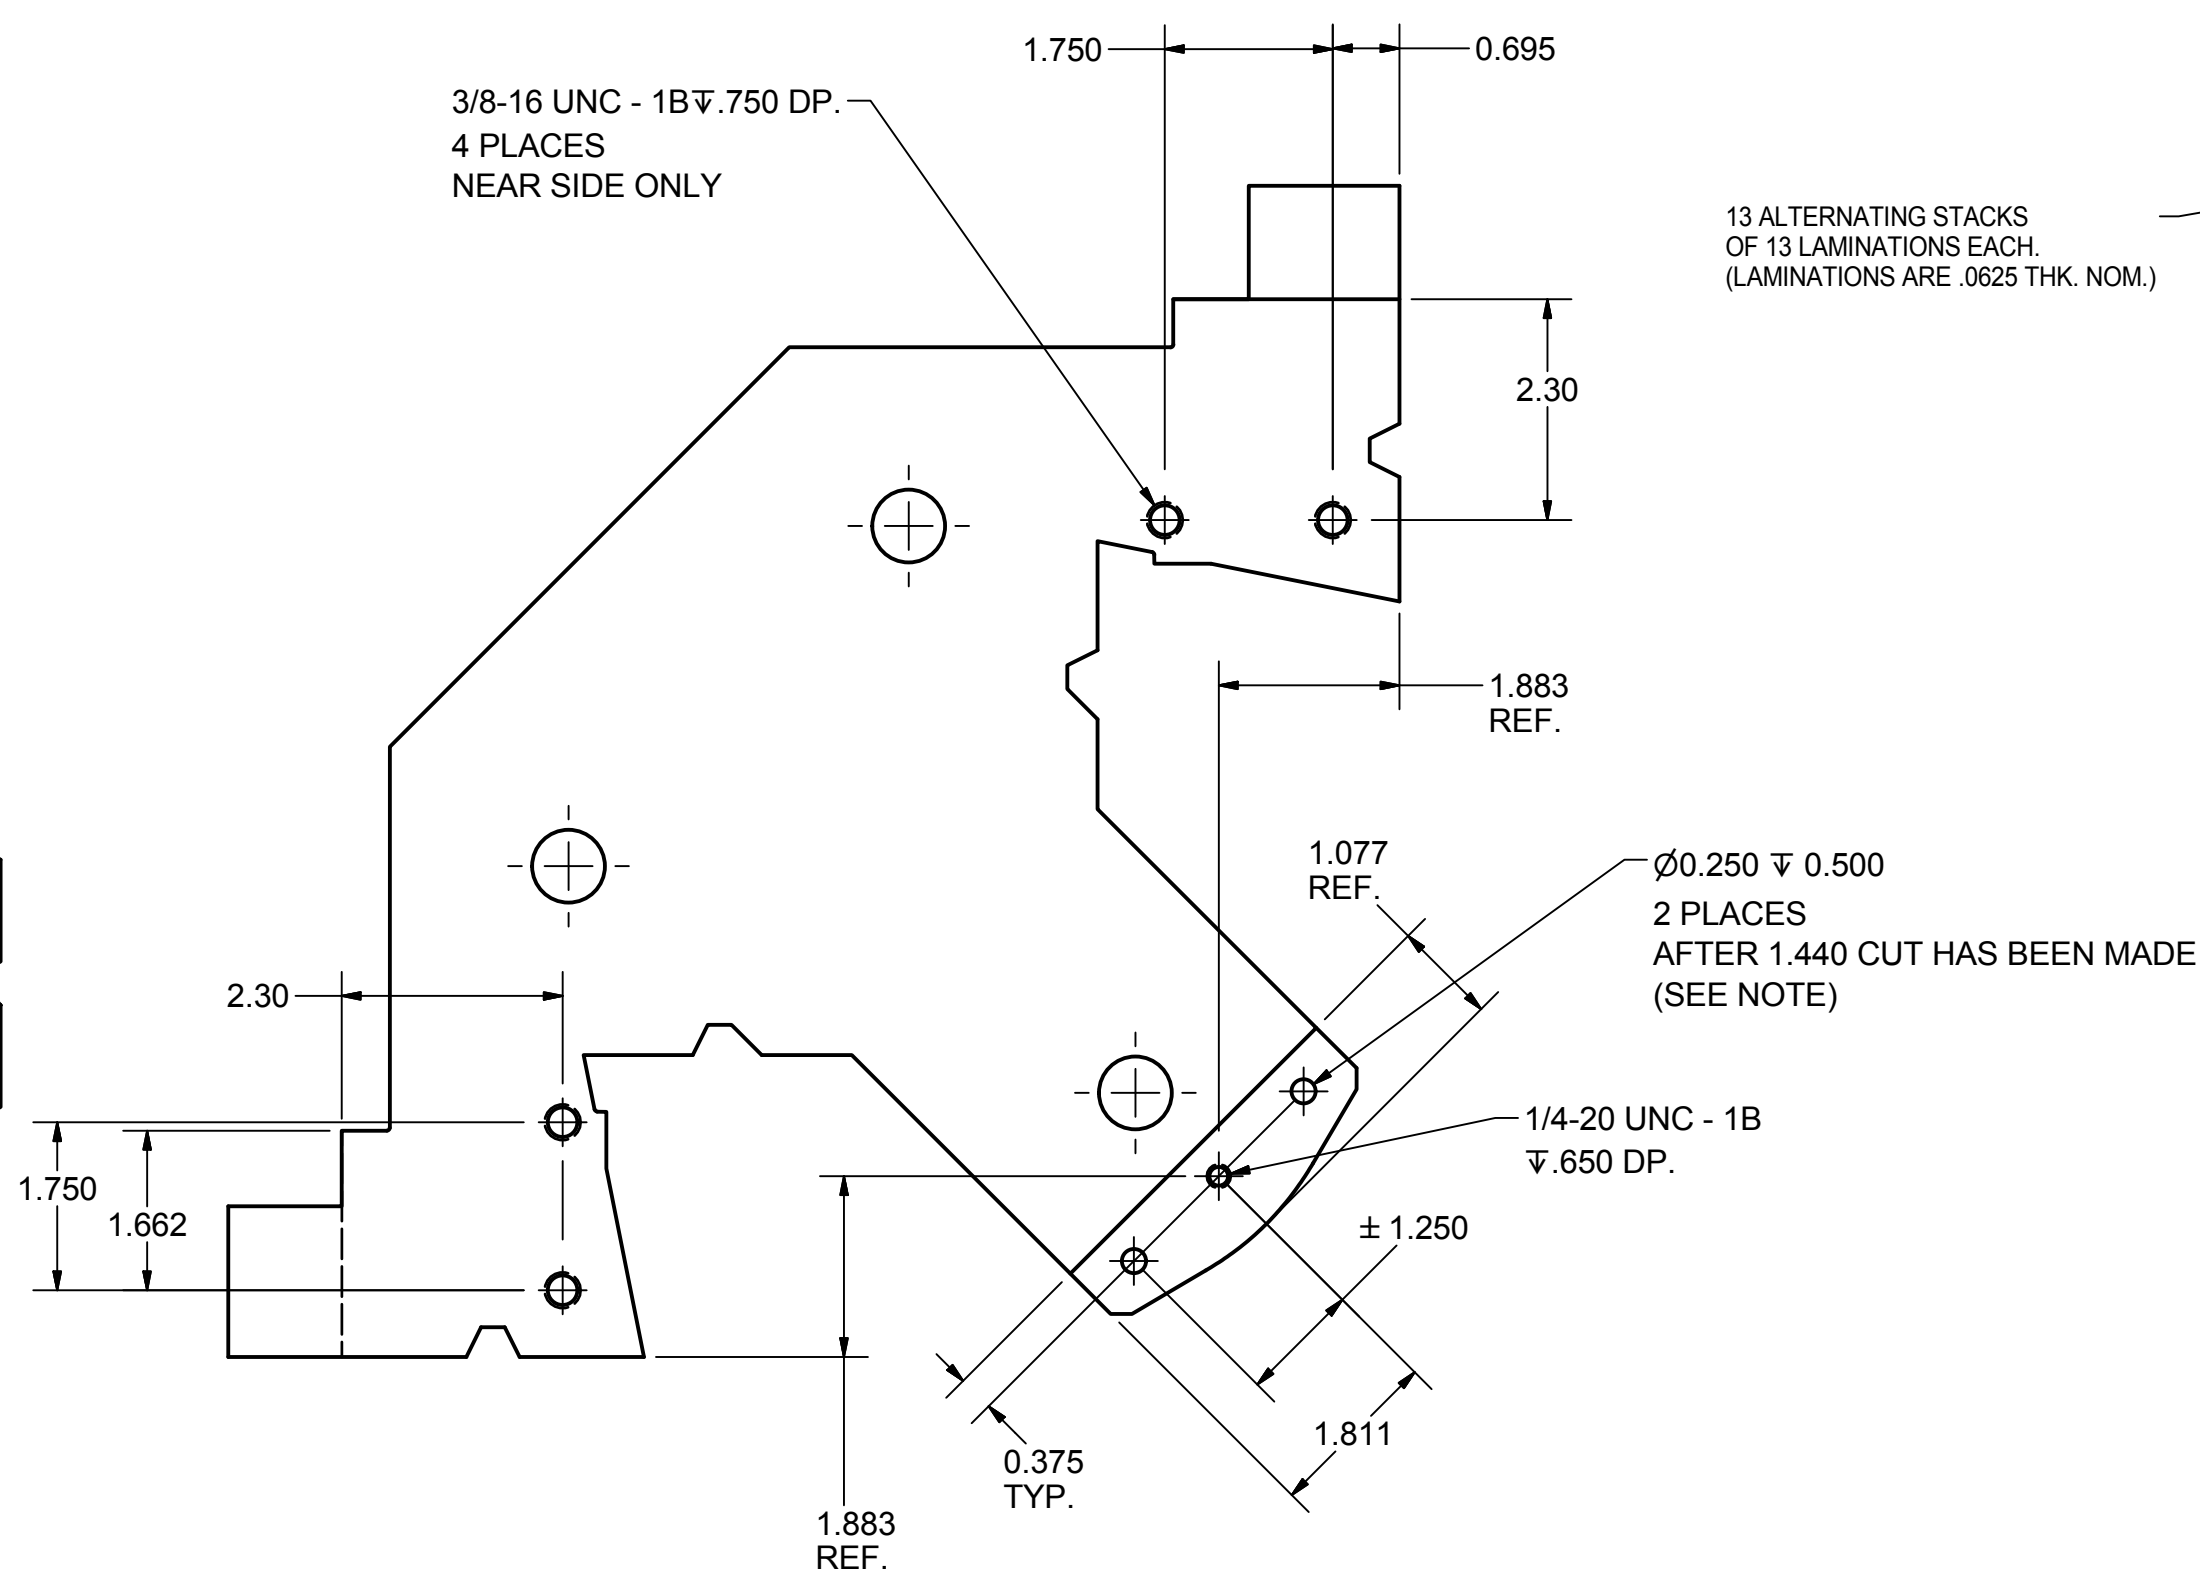 1.750
0.695
3/8-16 UNC - 1B↧.750 DP.
4 PLACES
NEAR SIDE ONLY
13 ALTERNATING STACKS
OF 13 LAMINATIONS EACH.
(LAMINATIONS ARE .0625 THK. NOM.)
2.30
1.883
REF.
1.077
REF.
Ø0.250 ↧ 0.500
2 PLACES
AFTER 1.440 CUT HAS BEEN MADE
(SEE NOTE)
2.30
1/4-20 UNC - 1B
↧.650 DP.
1.750
1.662
± 1.250
1.811
0.375
TYP.
1.883
REF.